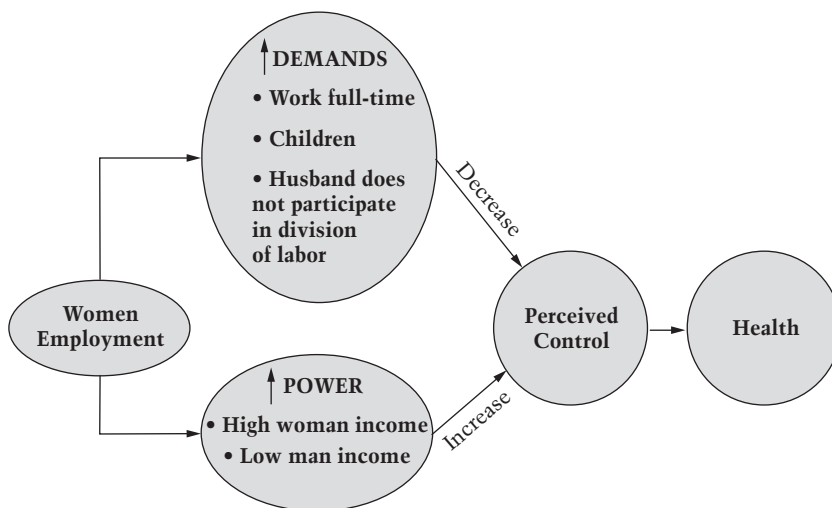 DEMANDS
• Work full-time
• Children
• Husband does
not participate
in division
of labor
Decrease
Women
Employment
Perceived
Control
Health
POWER
• High woman income
• Low man income
Increase